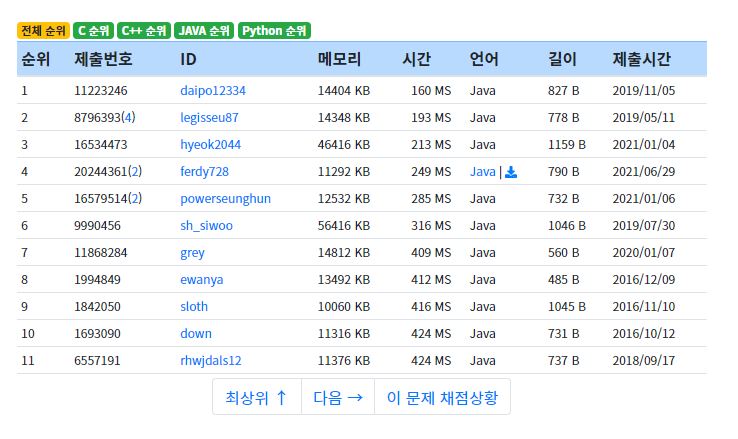 전체 순위 C 순위 C++ 순위 JAVA 순위 Python 순위
순위 제출번호 ID 메모리 시간 언어 길이 제출시간
1 11223246 daipo12334 14404 KB 160 MS Java 827 B 2019/11/05
2 8796393(4) legisseu87 14348 KB 193 MS Java 778 B 2019/05/11
3 16534473 hyeok2044 46416 KB 213 MS Java 1159 B 2021/01/04
4 20244361(2) ferdy728 11292 KB 249 MS Java | 790 B 2021/06/29
5 16579514(2) powerseunghun 12532 KB 285 MS Java 732 B 2021/01/06
6 9990456 sh_siwoo 56416 KB 316 MS Java 1046 B 2019/07/30
7 11868284 grey 14812 KB 409 MS Java 560 B 2020/01/07
8 1994849 ewanya 13492 KB 412 MS Java 485 B 2016/12/09
9 1842050 sloth 10060 KB 416 MS Java 1045 B 2016/11/10
10 1693090 down 11316 KB 424 MS Java 731 B 2016/10/12
11 6557191 rhwjdals12 11376 KB 424 MS Java 737 B 2018/09/17
최상위 ↑ 다음 → 이 문제 채점상황